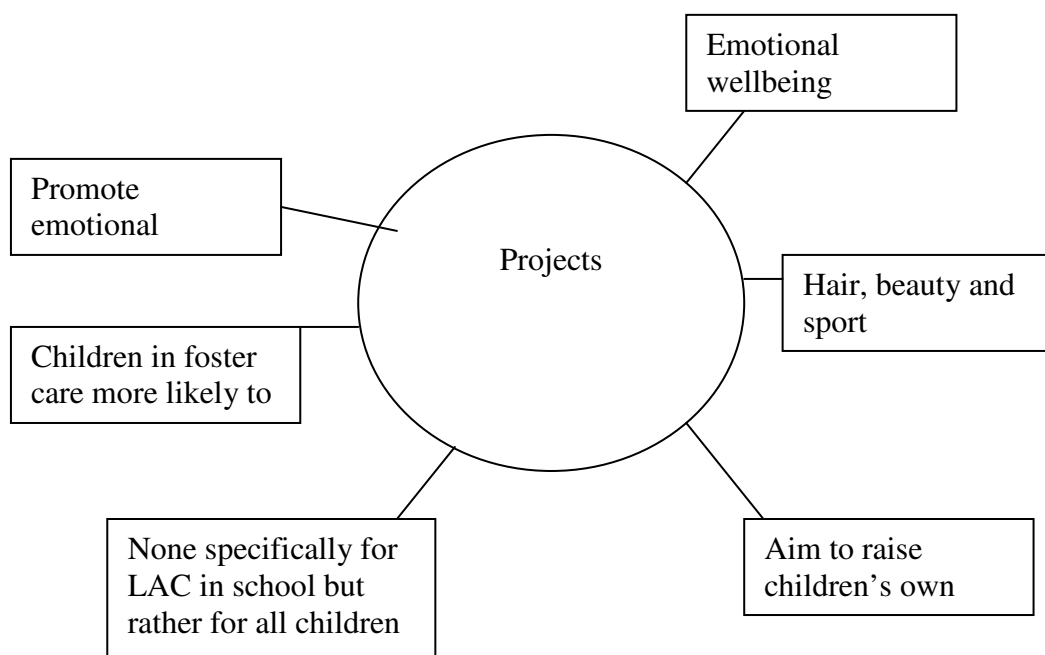 Emotional
wellbeing
Promote
emotional
Projects
Hair, beauty and
sport
Children in foster
care more likely to
None specifically for
LAC in school but
rather for all children
Aim to raise
children’s own